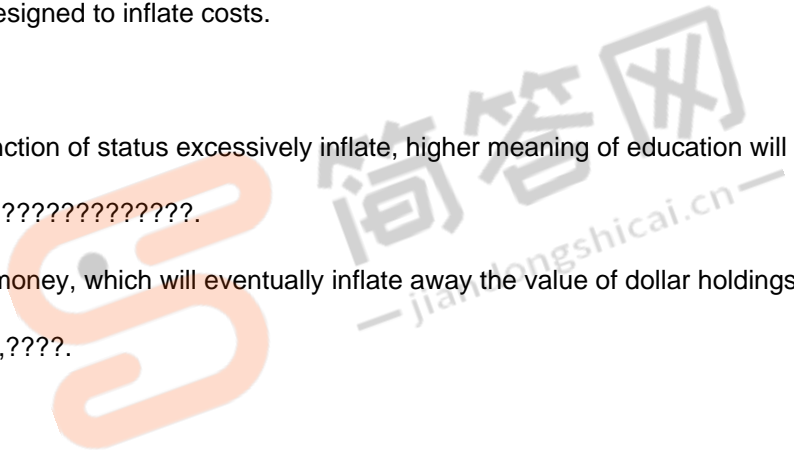 esigned to inflate costs.
nction of status excessively inflate, higher meaning of education will
?????????????.
money, which will eventually inflate away the value of dollar holdings
,????.
简答网
jiandongshicai.cn